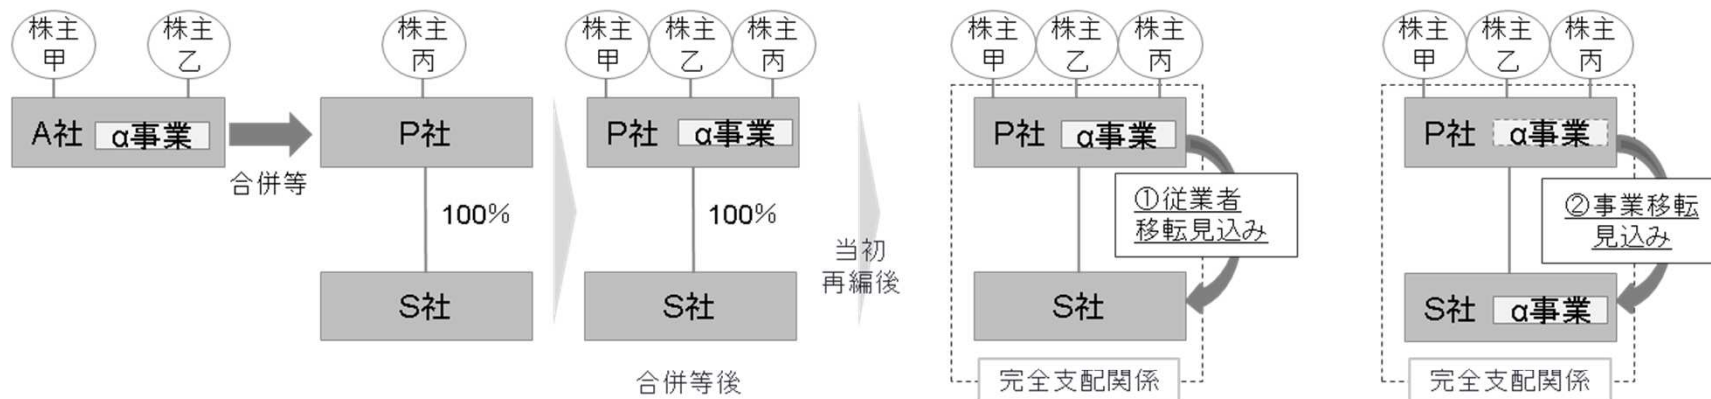 株主
甲
株主
乙
A社 α事業
合併等
株主
丙
P社
100%
S社
株主
甲
株主
乙
株主
丙
P社 α事業
100%
S社
合併等後
当初
再編後
株主
甲
株主
乙
株主
丙
P社 α事業
①従業者
移転見込み
S社
完全支配関係
株主
甲
株主
乙
株主
丙
P社 α事業
②事業移転
見込み
S社 α事業
完全支配関係